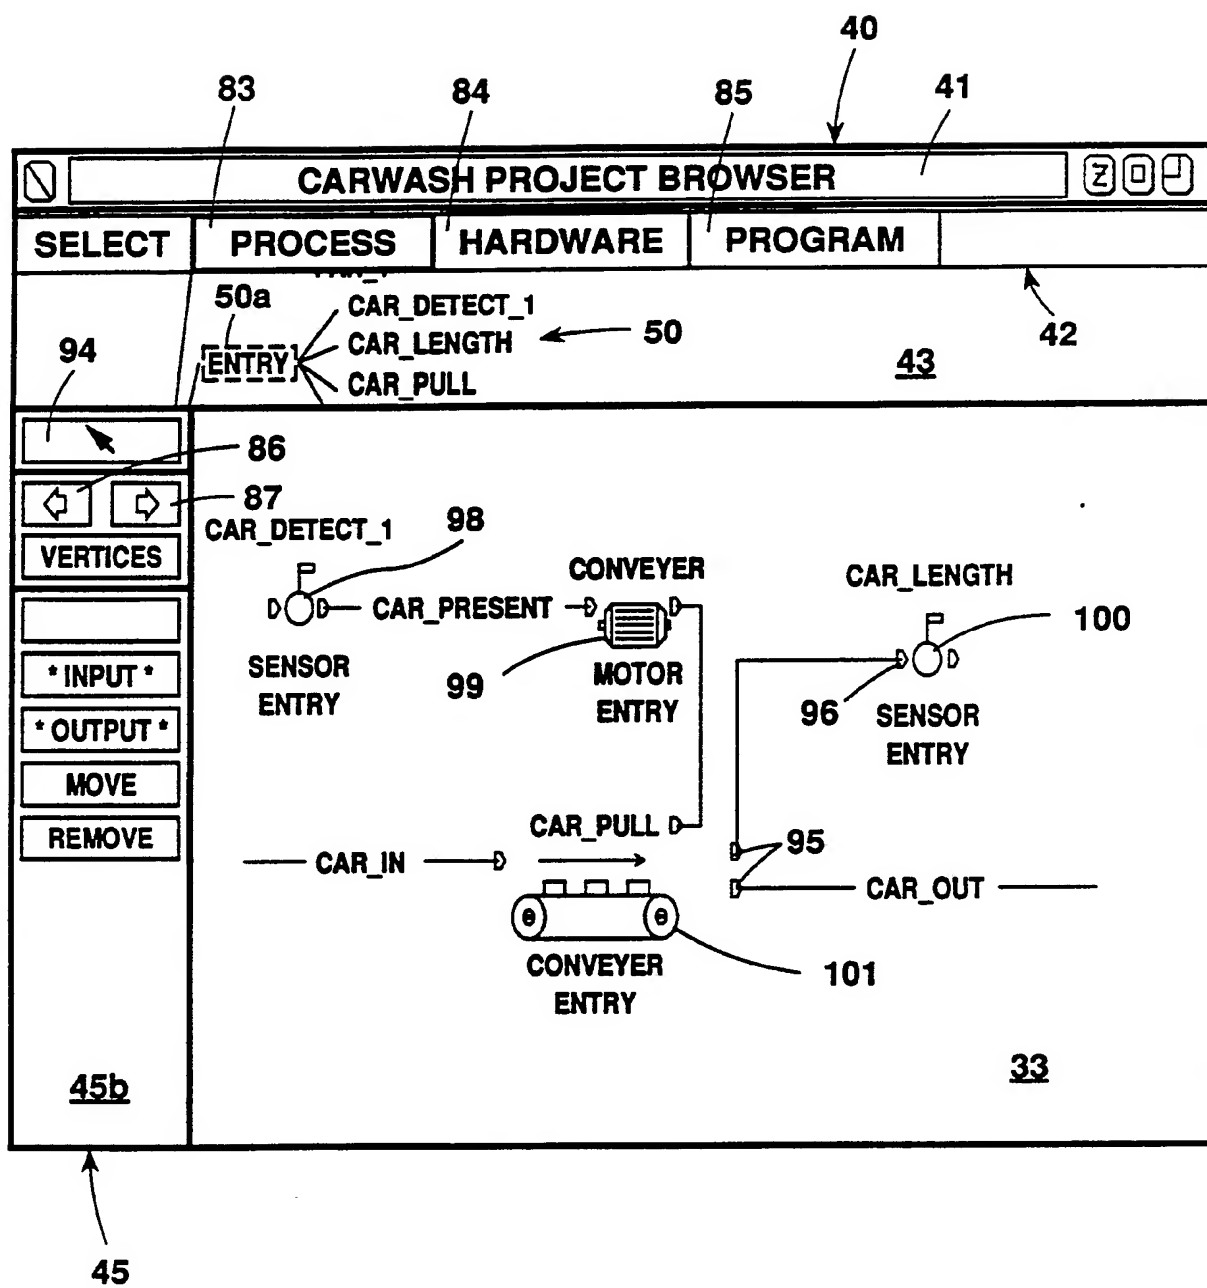 40
83
84
85
41
CARWASH PROJECT BROWSER
Z
SELECT
PROCESS
HARDWARE
PROGRAM
50a
CAR_DETECT_1
CAR_LENGTH
50
42
94
ENTRY
CAR_PULL
43
86
87
VERTICES
CAR_DETECT_1
98
CONVEYER
CAR_LENGTH
CAR_PRESENT
100
* INPUT *
SENSOR
ENTRY
99
MOTOR
ENTRY
96
SENSOR
ENTRY
* OUTPUT *
MOVE
REMOVE
CAR_PULL
95
CAR_IN
CAR_OUT
CONVEYER
ENTRY
101
45b
33
45